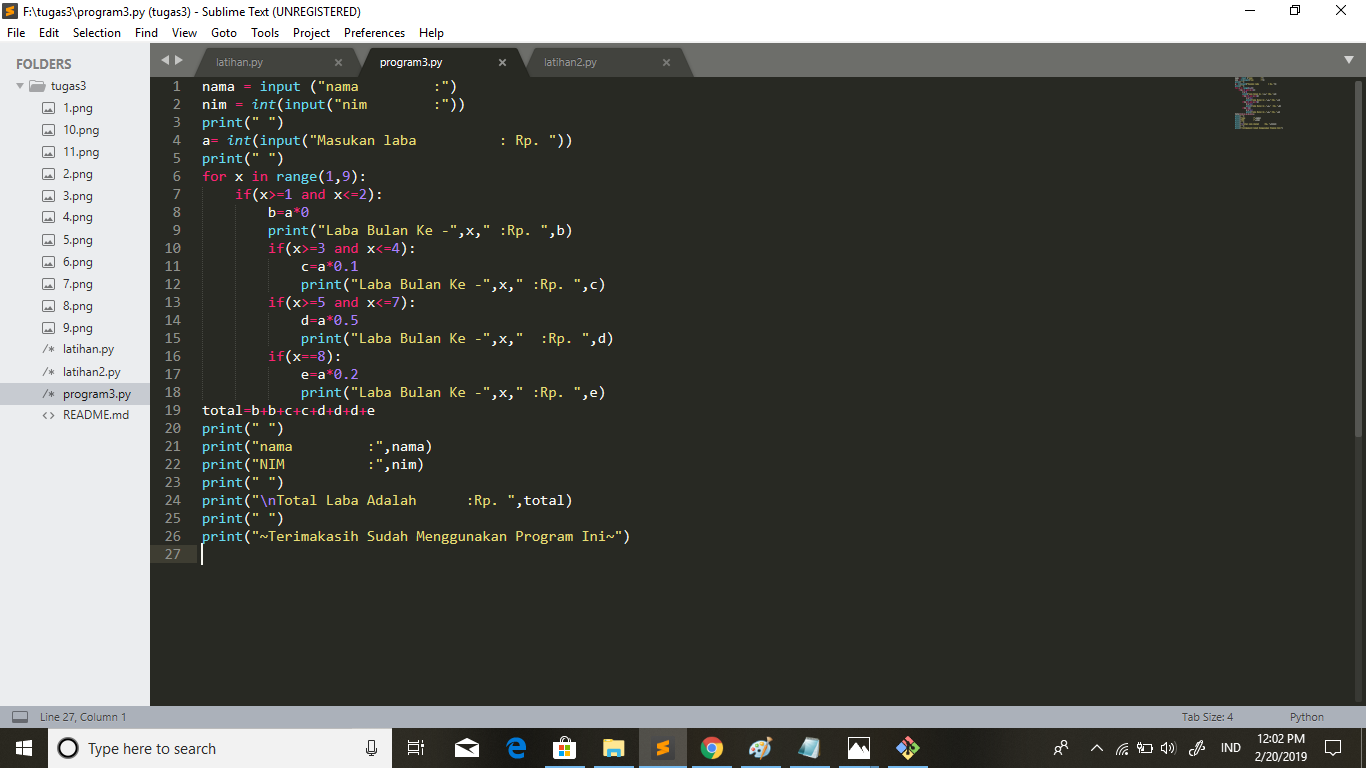 F:\tugas3\program3.py (tugas3) - Sublime Text (UNREGISTERED)
File Edit Selection Find View Goto Tools Project Preferences Help
FOLDERS
tugas3
1.png
10.png
11.png
2.png
3.png
4.png
5.png
6.png
7.png
8.png
9.png
/* latihan.py
/* latihan2.py
/* program3.py
<> README.md
latihan.py × program3.py × latihan2.py ×
1 nama = input ("nama         :")
2 nim = int(input("nim        :"))
3 print(" ")
4 a= int(input("Masukan laba          : Rp. "))
5 print(" ")
6 for x in range(1,9):
7     if(x>=1 and x<=2):
8         b=a*0
9         print("Laba Bulan Ke -",x," :Rp. ",b)
10         if(x>=3 and x<=4):
11             c=a*0.1
12             print("Laba Bulan Ke -",x," :Rp. ",c)
13         if(x>=5 and x<=7):
14             d=a*0.5
15             print("Laba Bulan Ke -",x,"  :Rp. ",d)
16         if(x==8):
17             e=a*0.2
18             print("Laba Bulan Ke -",x," :Rp. ",e)
19 total=b+b+c+c+d+d+d+e
20 print(" ")
21 print("nama         :",nama)
22 print("NIM          :",nim)
23 print(" ")
24 print("\nTotal Laba Adalah      :Rp. ",total)
25 print(" ")
26 print("~Terimakasih Sudah Menggunakan Program Ini~")
27
Line 27, Column 1 Tab Size: 4 Python
Type here to search
IND
12:02 PM
2/20/2019